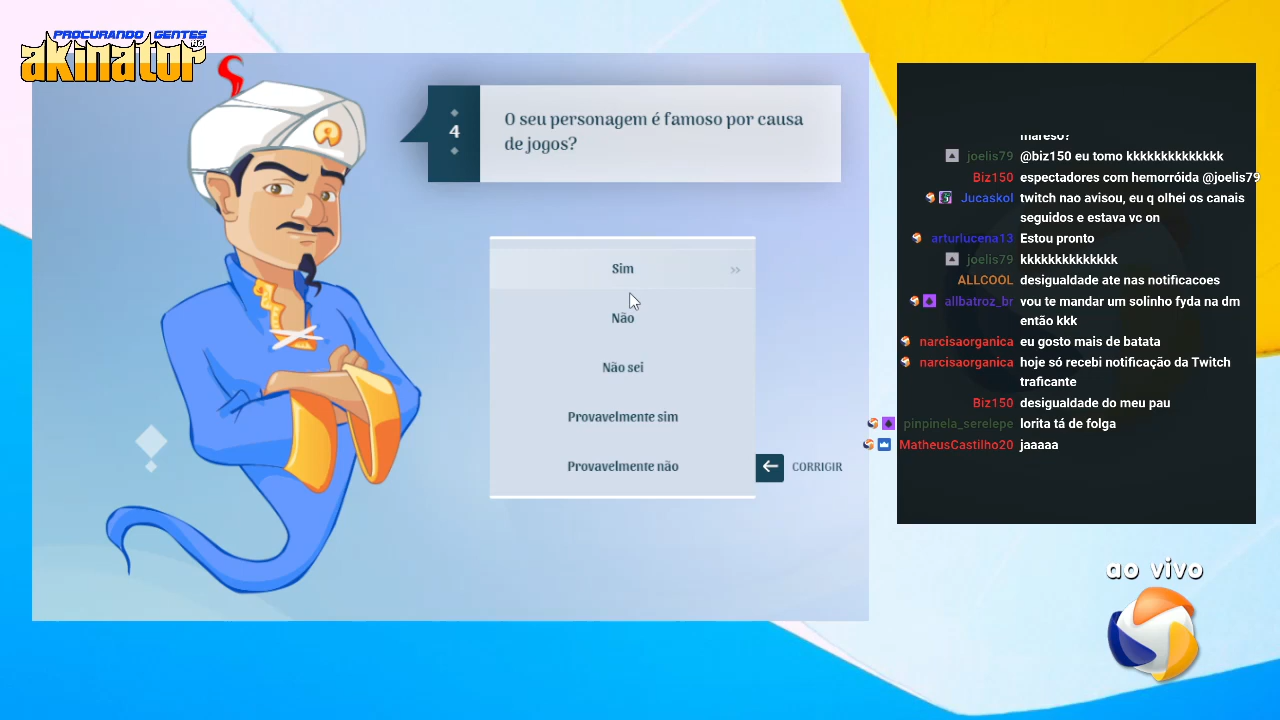 PROCURANDO GENTES
NO
akinator
4
O seu personagem é famoso por causa
de jogos?
Sim
Não
Não sei
Provavelmente sim
Provavelmente não
CORRIGIR
mareso?
joelis79 @biz150 eu tomo kkkkkkkkkkkkkk
Biz150 espectadores com hemorróida @joelis79
Jucaskol twitch nao avisou, eu q olhei os canais
seguidos e estava vc on
arturlucena13 Estou pronto
joelis79 kkkkkkkkkkkkk
ALLCOOL desigualdade ate nas notificacoes
allbatroz_br vou te mandar um solinho fyda na dm
então kkk
narcisaorganica eu gosto mais de batata
narcisaorganica hoje só recebi notificação da Twitch
traficante
Biz150 desigualdade do meu pau
pinpinela_serelepe lorita tá de folga
MatheusCastilho20 jaaaaa
ao vivo